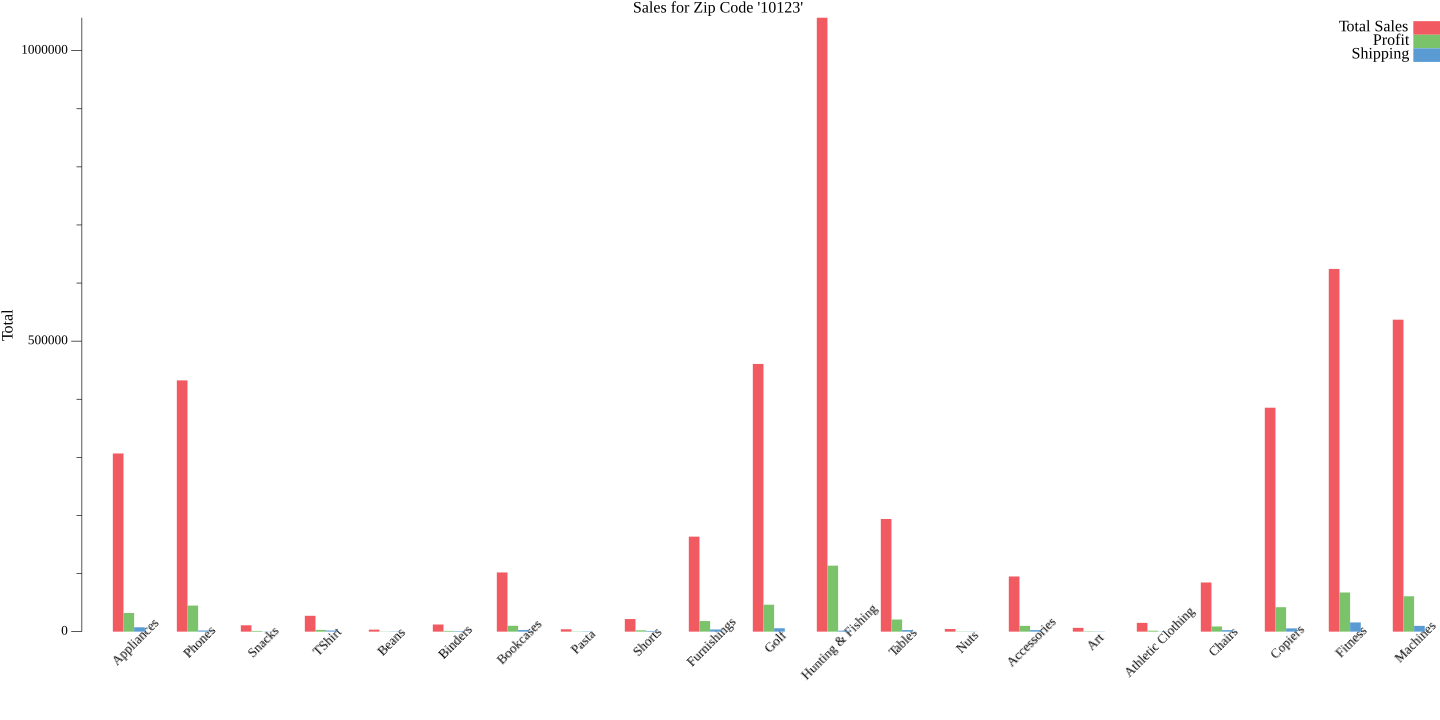 Sales for Zip Code '10123'
Total Sales
Profit
Shipping
Total
1000000
500000
0
Appliances
Phones
Snacks
TShirt
Beans
Binders
Bookcases
Pasta
Shorts
Furnishings
Golf
Hunting & Fishing
Tables
Nuts
Accessories
Art
Athletic Clothing
Chairs
Copiers
Fitness
Machines